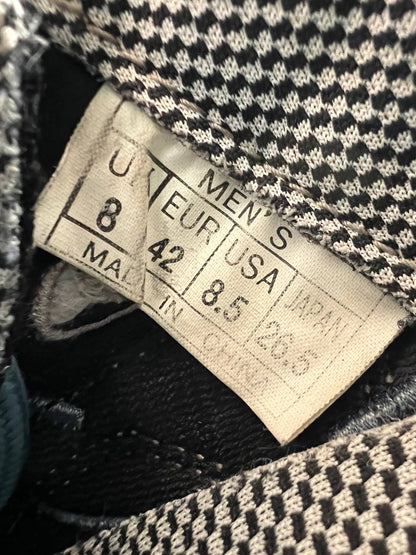 MEN'S
UK EUR USA JAPAN
8 42 8.5 26.5
MADE IN CHINA